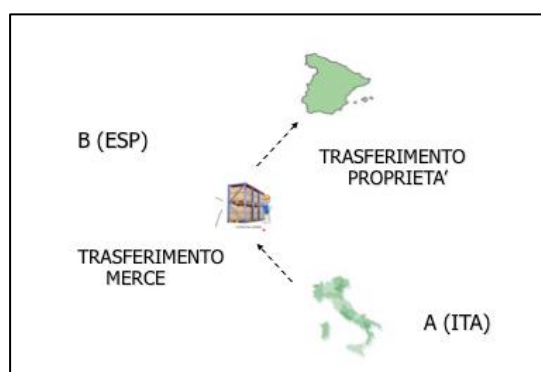 B (ESP)
TRASFERIMENTO
PROPRIETA'
TRASFERIMENTO
MERCE
A (ITA)